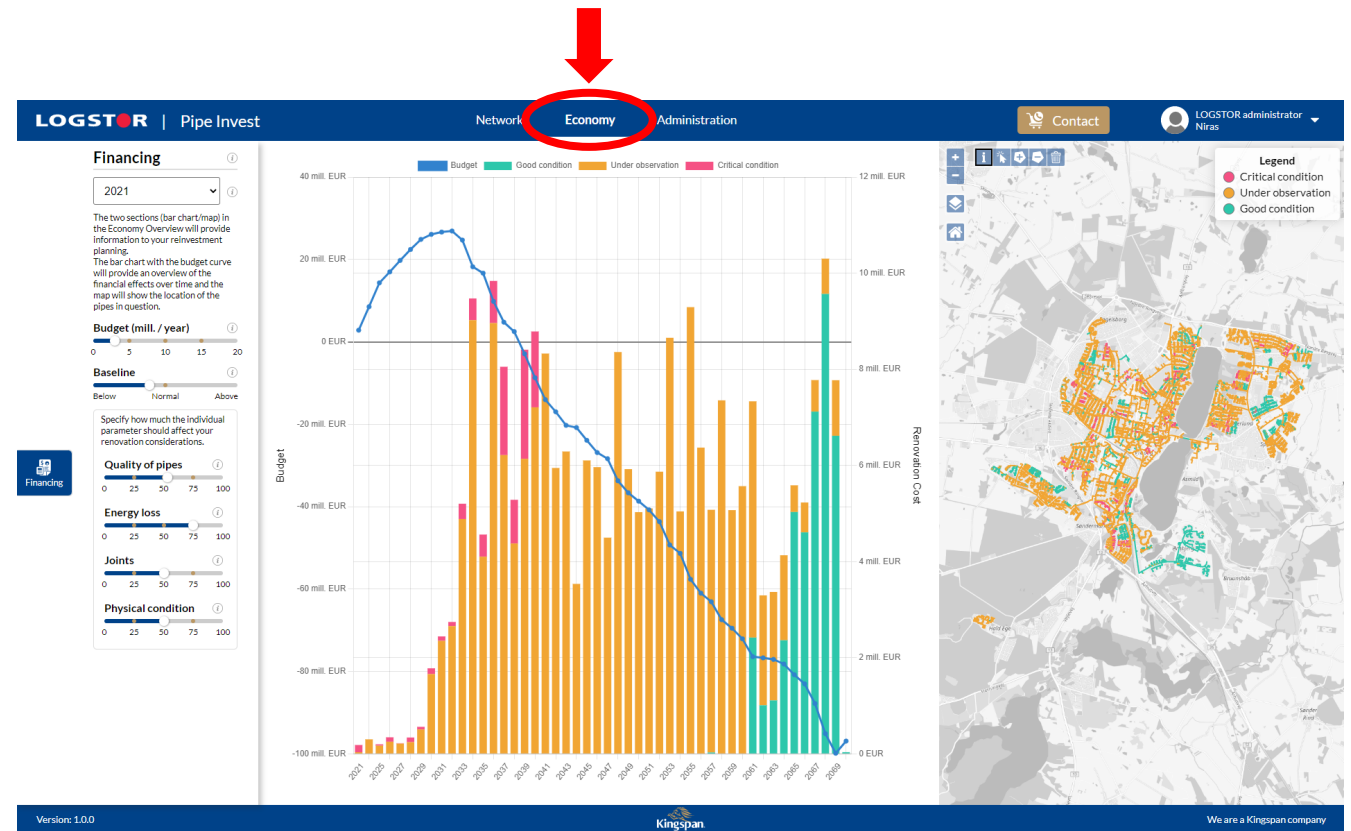 LOGSTOR | Pipe Invest
Network
Economy
Administration
Contact
LOGSTOR administrator
Niras
Financing
2021
The two sections (bar chart/map) in
the Economy Overview will provide
information to your reinvestment
planning.
The bar chart with the budget curve
will provide an overview of the
financial effects over time and the
map will show the location of the
pipes in question.
Budget (mill. / year)
0 5 10 15 20
Baseline
Below Normal Above
Specify how much the individual
parameter should affect your
renovation considerations.
Quality of pipes
0 25 50 75 100
Energy loss
0 25 50 75 100
Joints
0 25 50 75 100
Physical condition
0 25 50 75 100
Financing
Budget Good condition Under observation Critical condition
40 mill. EUR
20 mill. EUR
0 EUR
-20 mill. EUR
-40 mill. EUR
-60 mill. EUR
-80 mill. EUR
-100 mill. EUR
Budget
12 mill. EUR
10 mill. EUR
8 mill. EUR
6 mill. EUR
4 mill. EUR
2 mill. EUR
0 EUR
Renovation Cost
2021 2025 2027 2029 2031 2033 2035 2037 2039 2041 2043 2045 2047 2049 2051 2053 2055 2057 2059 2061 2063 2065 2067 2069
Legend
Critical condition
Under observation
Good condition
Version: 1.0.0
Kingspan.
We are a Kingspan company